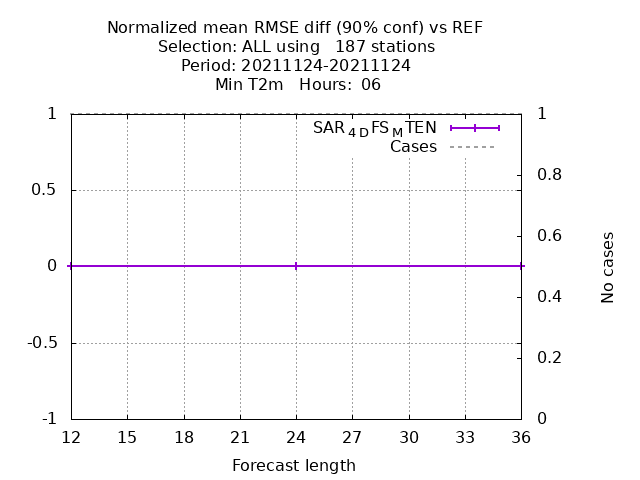 Normalized mean RMSE diff (90% conf) vs REF
Selection: ALL using   187 stations
Period: 20211124-20211124
Min T2m   Hours:  06
1
0.5
0
-0.5
-1
SAR4DFSMTEN
Cases
1
0.8
0.6
0.4
0.2
0
No cases
12 15 18 21 24 27 30 33 36
Forecast length